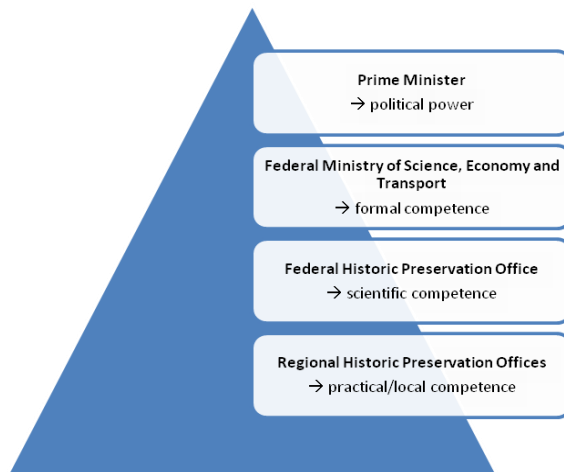 Prime Minister
→ political power
Federal Ministry of Science, Economy and
Transport
→ formal competence
Federal Historic Preservation Office
→ scientific competence
Regional Historic Preservation Offices
→ practical/local competence